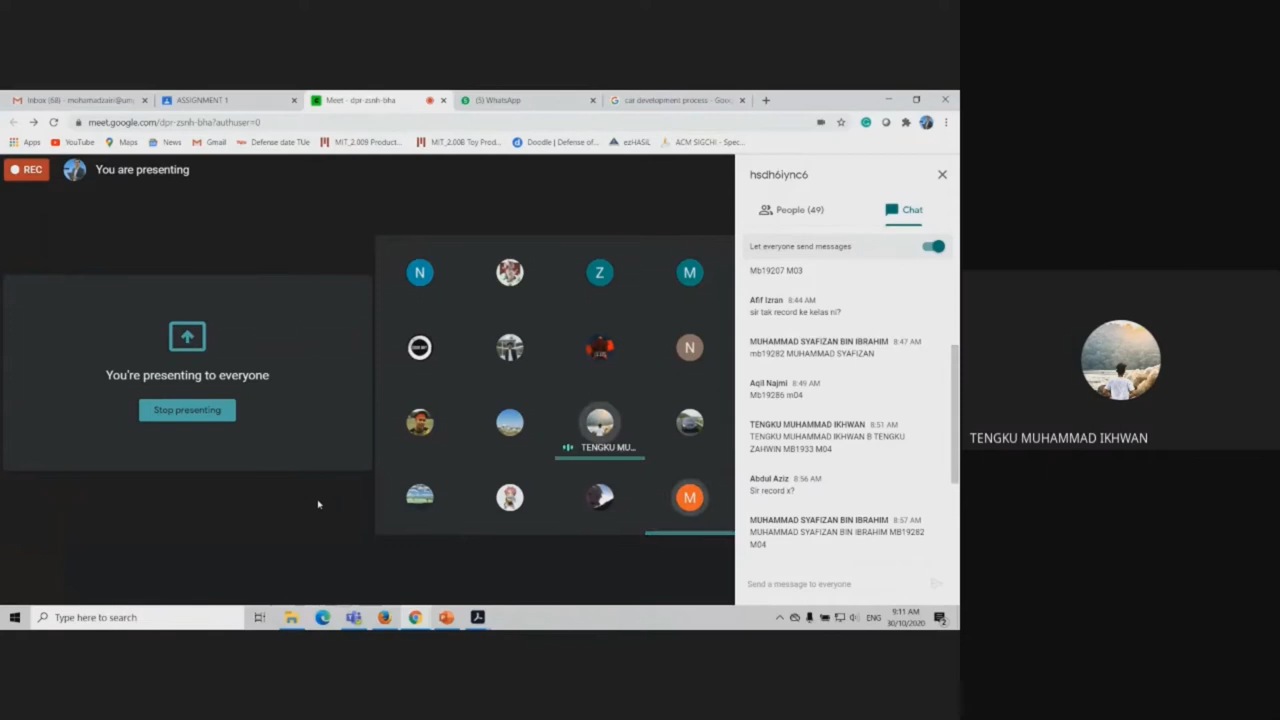 Inbox (68) - mohamadzain@ump
ASSIGNMENT 1
Meet - dpr-zsnh-bha
(5) WhatsApp
car development process - Goo
meet.google.com/dpr-zsnh-bha?authuser=0
Apps
YouTube
Maps
News
Gmail
Defense date TUe
MIT_2.009 Product...
MIT_2.00B Toy Prod...
Doodle | Defense of...
ezHASIL
ACM SIGCHI - Spec...
REC
You are presenting
You're presenting to everyone
Stop presenting
N
Z
M
N
TENGKU MU...
M
hsdh6iync6
People (49)
Chat
Let everyone send messages
Mb19207 M03
Afif Izran 8:44 AM
sir tak record ke kelas ni?
MUHAMMAD SYAFIZAN BIN IBRAHIM 8:47 AM
mb19282 MUHAMMAD SYAFIZAN
Aqil Najmi 8:49 AM
Mb19286 m04
TENGKU MUHAMMAD IKHWAN 8:51 AM
TENGKU MUHAMMAD IKHWAN B TENGKU
ZAHWIN MB1933 M04
Abdul Aziz 8:56 AM
Sir record x?
MUHAMMAD SYAFIZAN BIN IBRAHIM 8:57 AM
MUHAMMAD SYAFIZAN BIN IBRAHIM MB19282
M04
Send a message to everyone
TENGKU MUHAMMAD IKHWAN
Type here to search
ENG
9:11 AM
30/10/2020